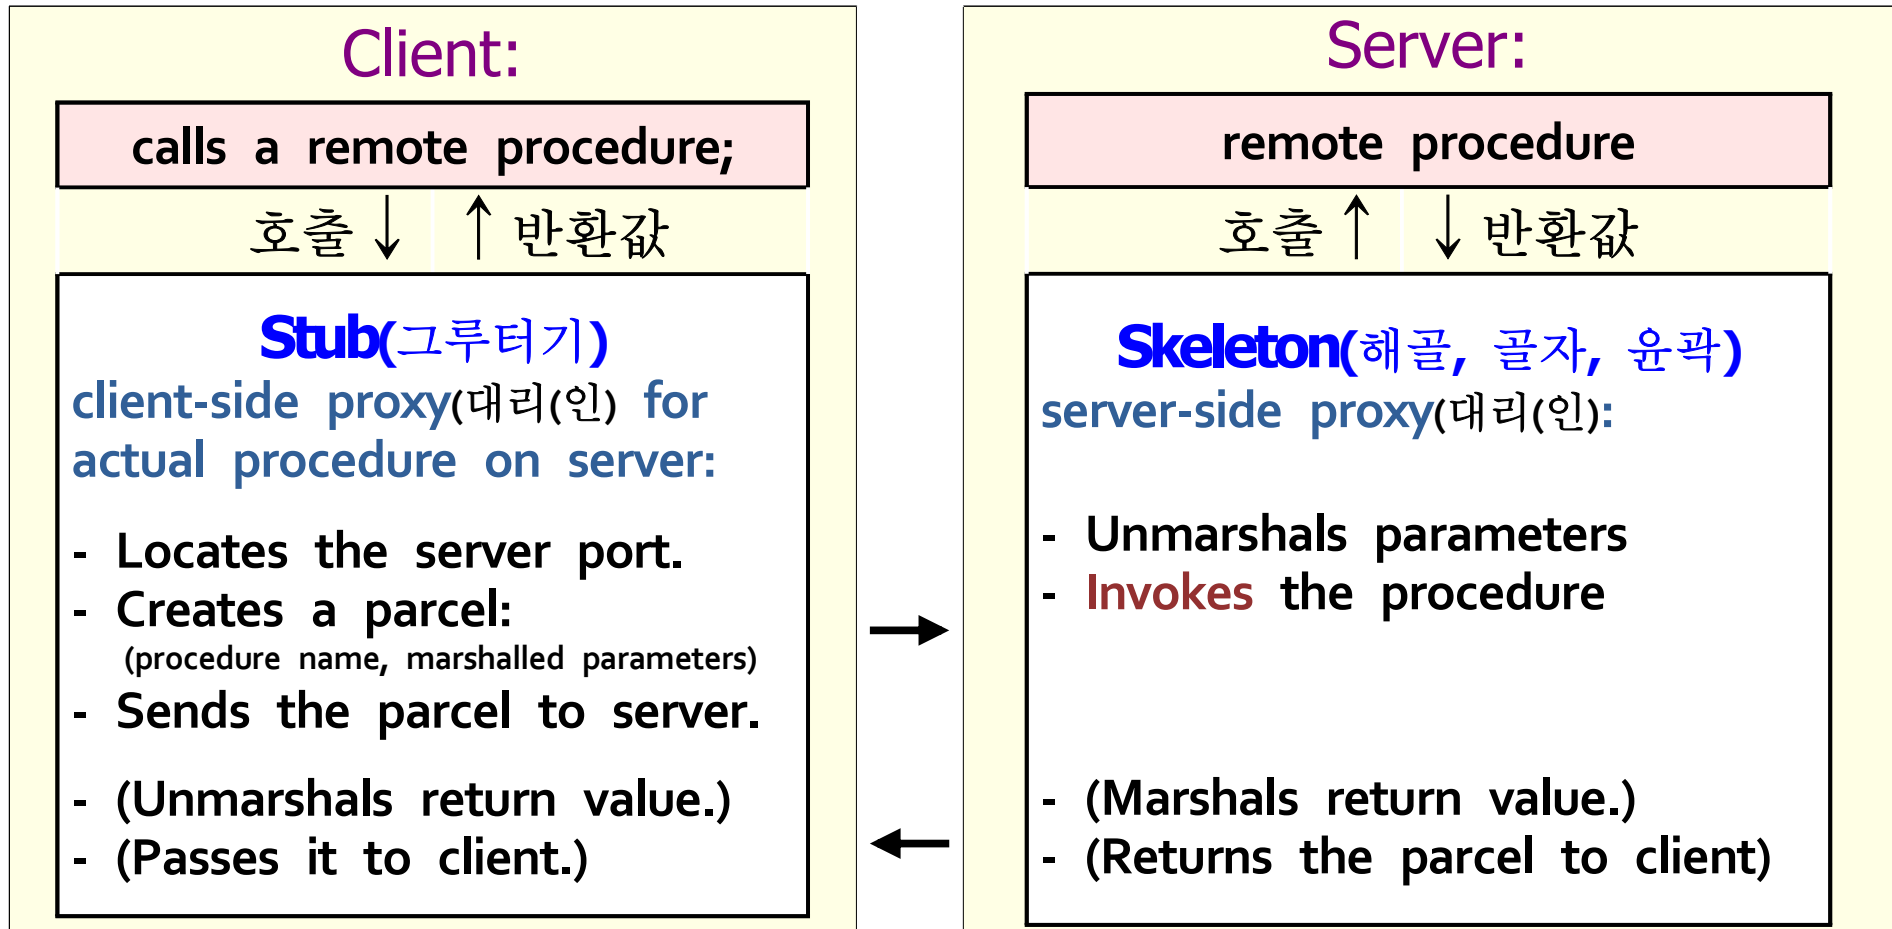 Client:
calls a remote procedure;
호출 ↓ ↑ 반환값
Stub(그루터기)
client-side proxy(대리(인) for
actual procedure on server:
- Locates the server port.
- Creates a parcel:
(procedure name, marshalled parameters)
- Sends the parcel to server.
- (Unmarshals return value.)
- (Passes it to client.)
Server:
remote procedure
호출 ↑ ↓ 반환값
Skeleton(해골, 골자, 윤곽)
server-side proxy(대리(인):
- Unmarshals parameters
- Invokes the procedure
- (Marshals return value.)
- (Returns the parcel to client)